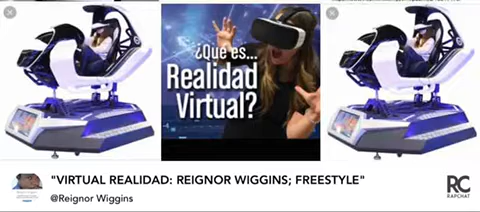 ¿Qué es...
Realidad
Virtual?
"VIRTUAL REALIDAD: REIGNOR WIGGINS; FREESTYLE"
@Reignor Wiggins
RC
RAPCHAT